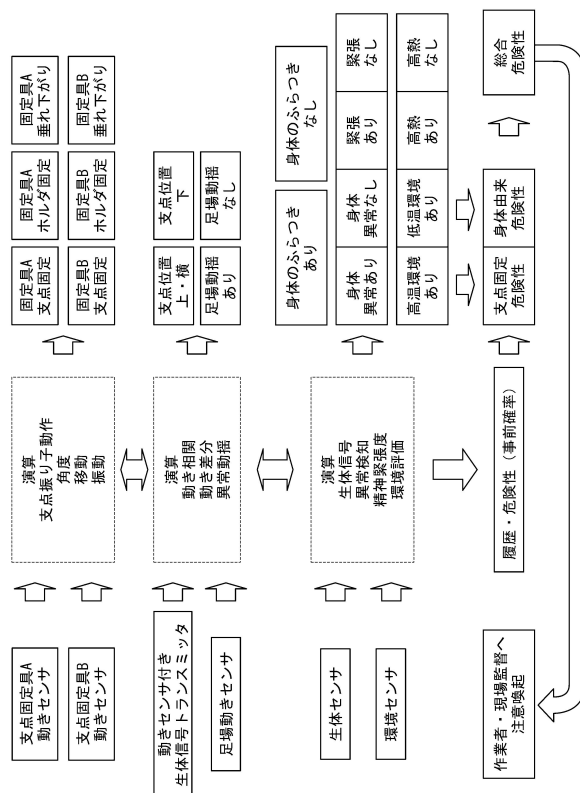 支点固定具A
動きセンサ
支点固定具B
動きセンサ
動きセンサ付き
生体信号トランスミッタ
足場動きセンサ
生体センサ
環境センサ
作業者・現場監督へ
注意喚起
演算
支点振り子動作
角度
移動
振動
演算
動き相関
動き差分
異常動揺
演算
生体信号
異常検知
精神緊張度
環境評価
履歴・危険性（事前確率）
固定具A
支点固定
固定具A
ホルダ固定
固定具A
垂れ下がり
固定具B
支点固定
固定具B
ホルダ固定
固定具B
垂れ下がり
支点位置
上・横
支点位置
下
足場動揺
あり
足場動揺
なし
身体のふらつき
あり
身体のふらつき
なし
身体
異常あり
身体
異常なし
緊張
あり
緊張
なし
高温環境
あり
低温環境
あり
高熱
あり
高熱
なし
支点固定
危険性
身体由来
危険性
総合
危険性